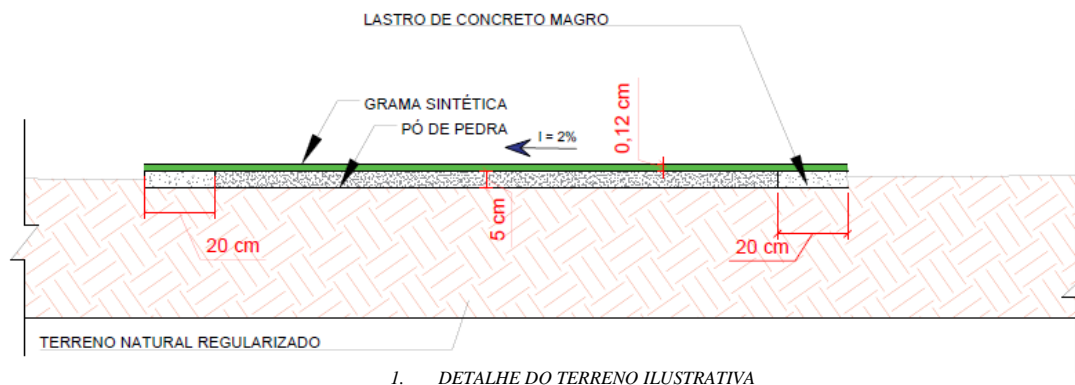 LASTRO DE CONCRETO MAGRO
GRAMA SINTÉTICA
PÓ DE PEDRA
I = 2%
0,12 cm
5 cm
20 cm
20 cm
TERRENO NATURAL REGULARIZADO
1. DETALHE DO TERRENO ILUSTRATIVA